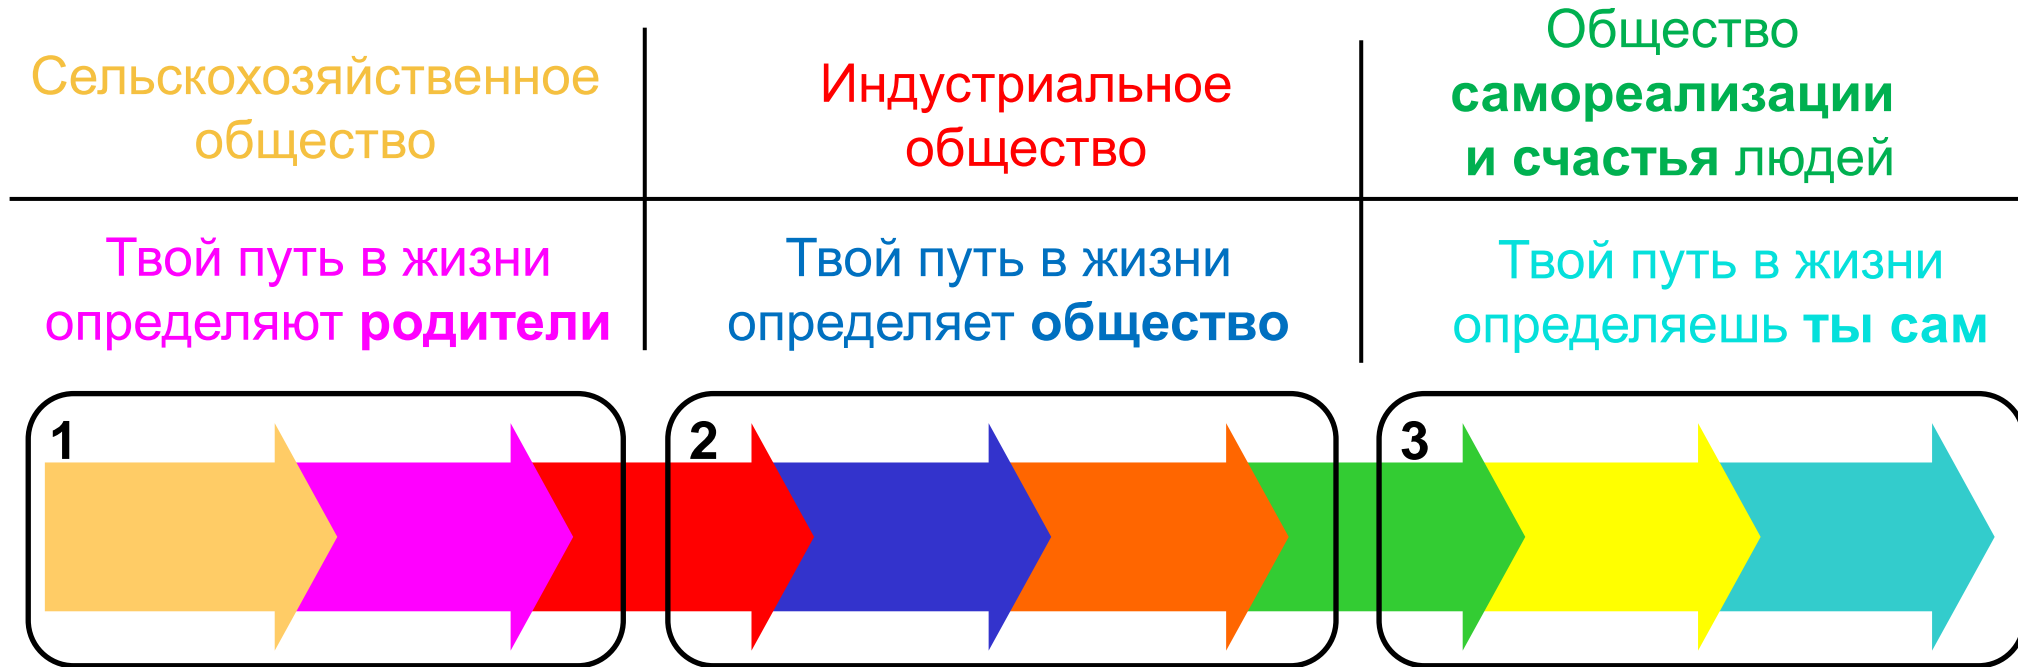 Сельскохозяйственное
общество
Индустриальное
общество
Общество
самореализации
и счастья людей
Твой путь в жизни
определяют родители
Твой путь в жизни
определяет общество
Твой путь в жизни
определяешь ты сам
1
2
3